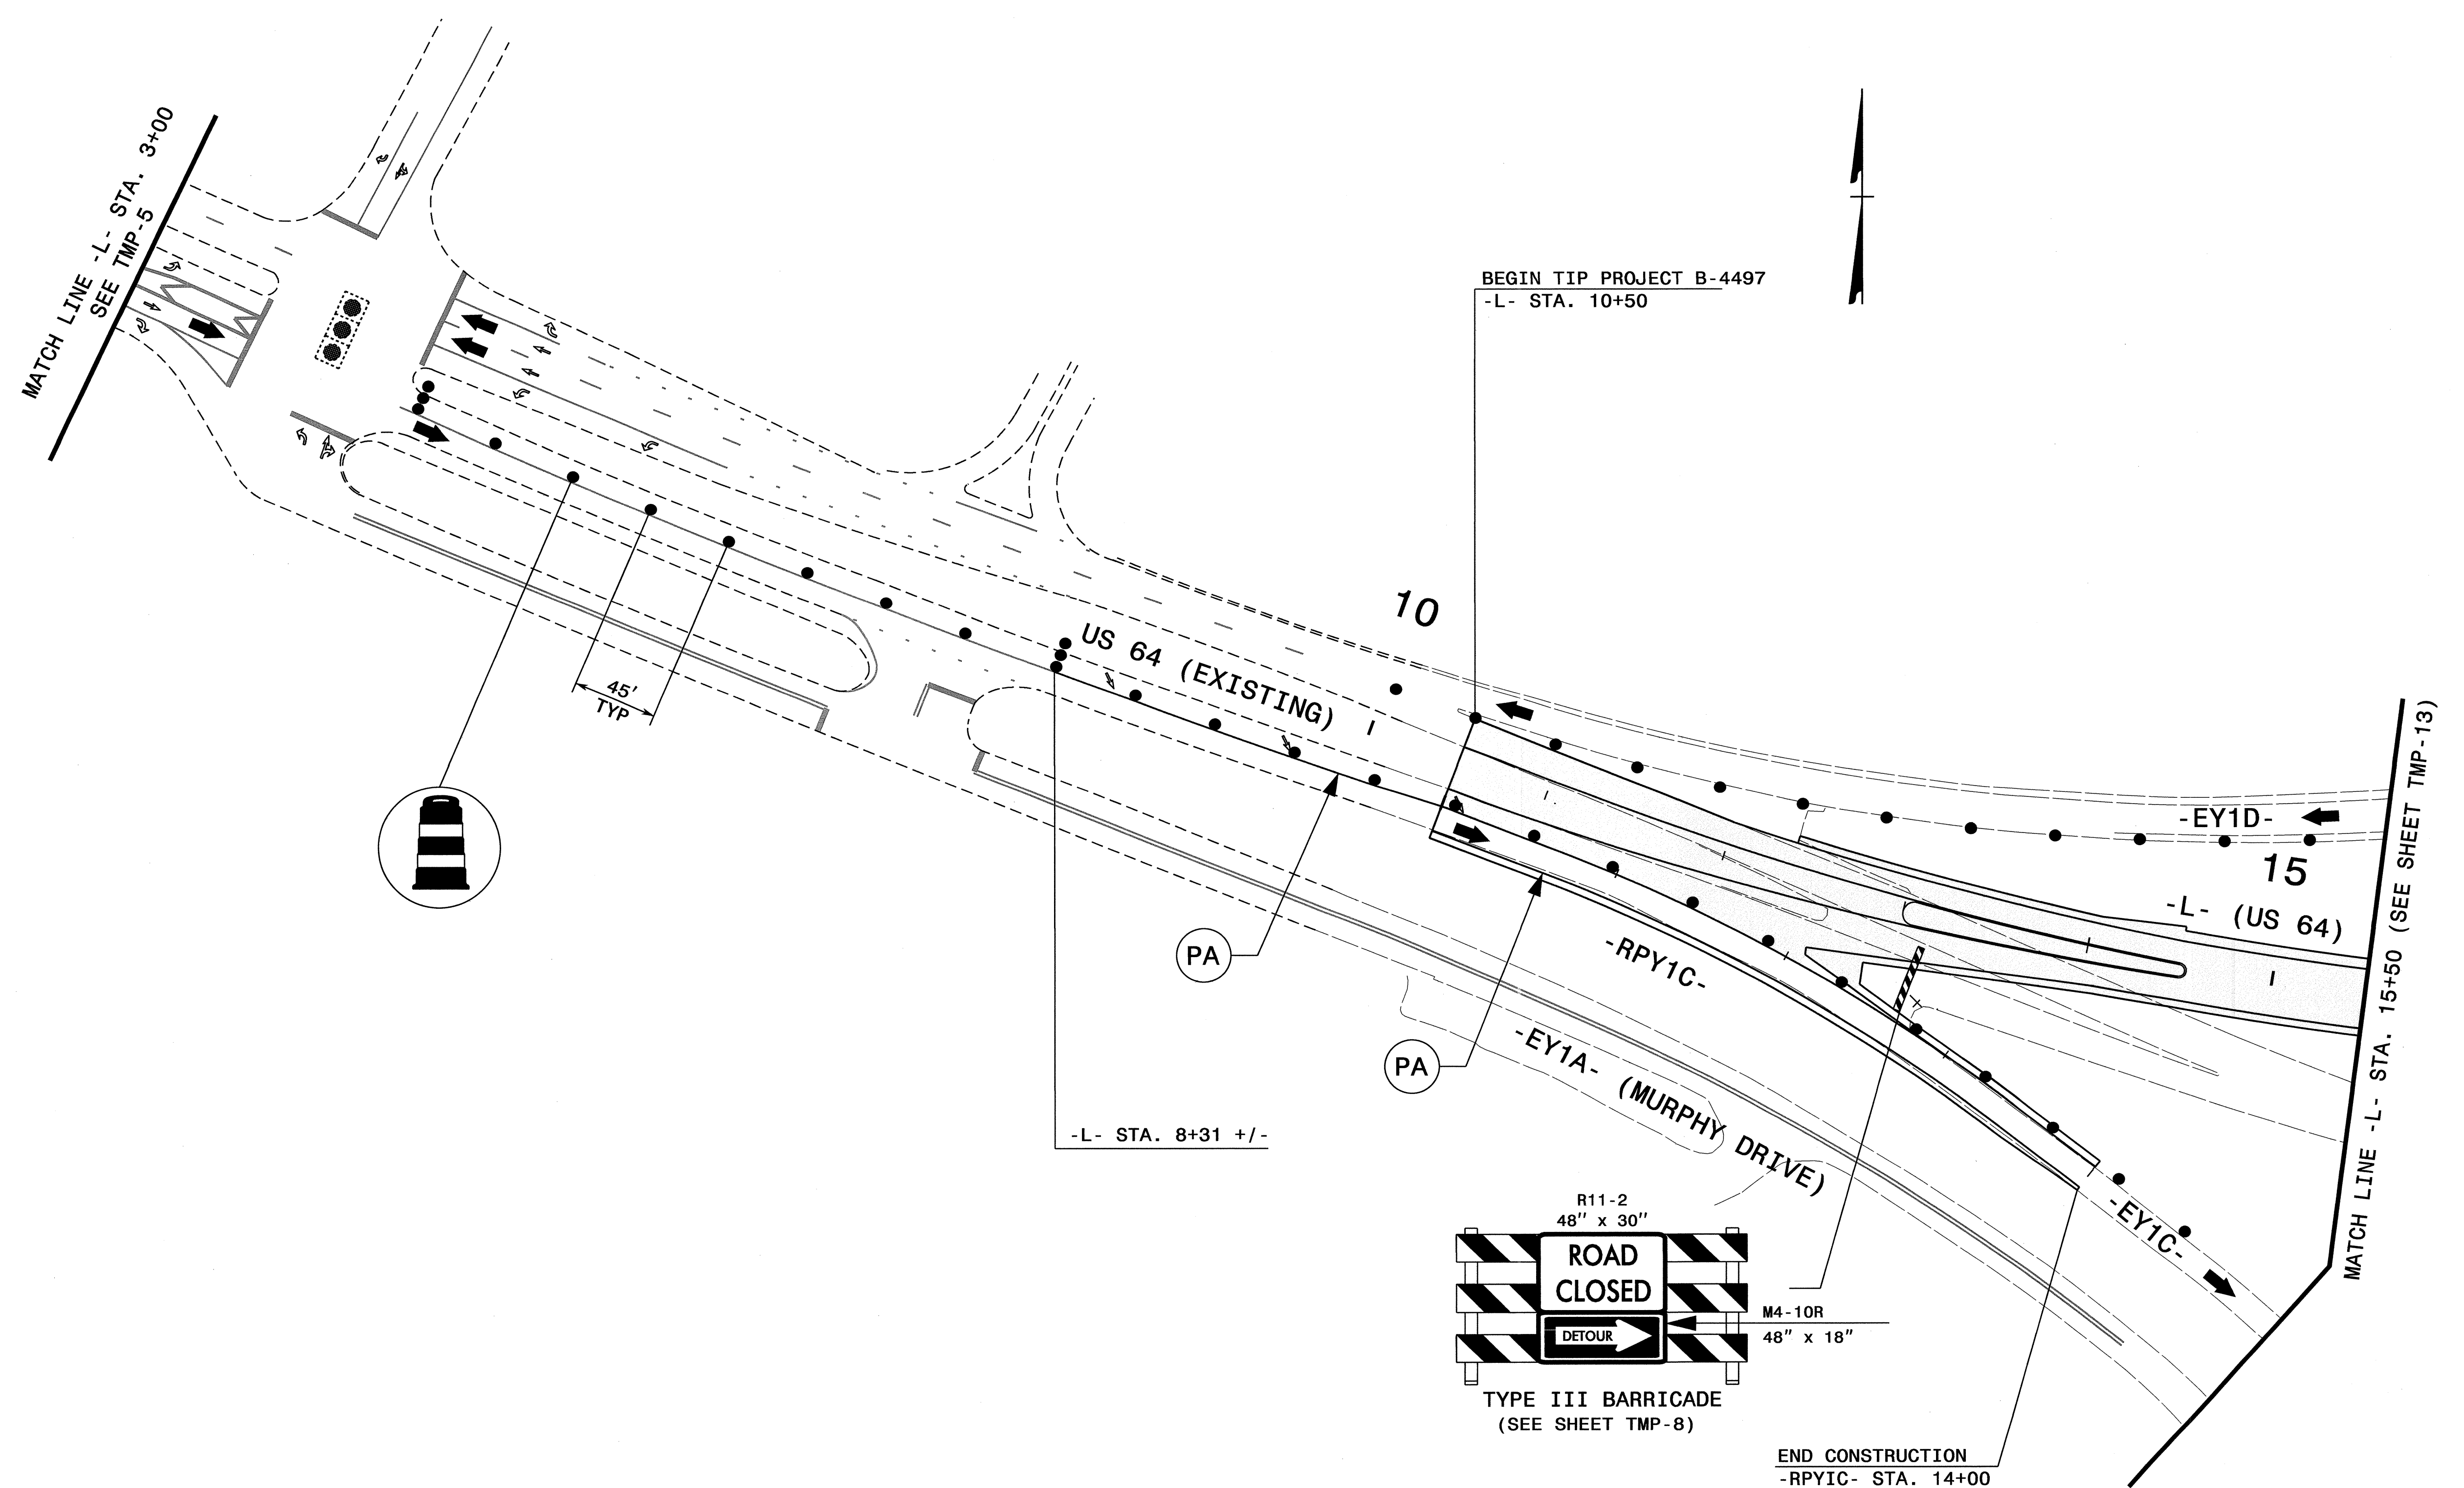 MATCH LINE -L- STA. 3+00
SEE TMP-5
BEGIN TIP PROJECT B-4497
-L- STA. 10+50
10
US 64 (EXISTING)
45'
TYP
-EY1D-
15
-L- (US 64)
MATCH LINE -L- STA. 15+50 (SEE SHEET TMP-13)
PA
-RPY1C-
PA
-EY1A- (MURPHY DRIVE)
-L- STA. 8+31 +/-
-EY1C-
R11-2
48" x 30"
ROAD
CLOSED
DETOUR
M4-10R
48" x 18"
TYPE III BARRICADE
(SEE SHEET TMP-8)
END CONSTRUCTION
-RPYIC- STA. 14+00